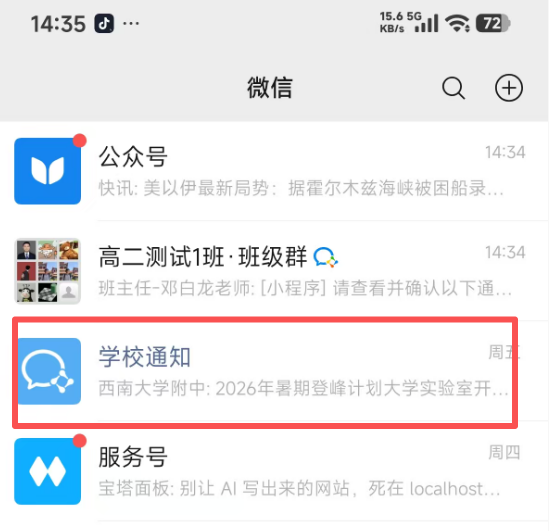 14:35 ...
15.6 5G
KB/s
72
微信
公众号 14:34
快讯: 美以伊最新局势：据霍尔木兹海峡被困船录...
高二测试1班·班级群 14:34
班主任-邓白龙老师: [小程序] 请查看并确认以下通...
学校通知 周五
西南大学附中: 2026年暑期登峰计划大学实验室开...
服务号 周四
宝塔面板: 别让 AI 写出来的网站，死在 localhost...